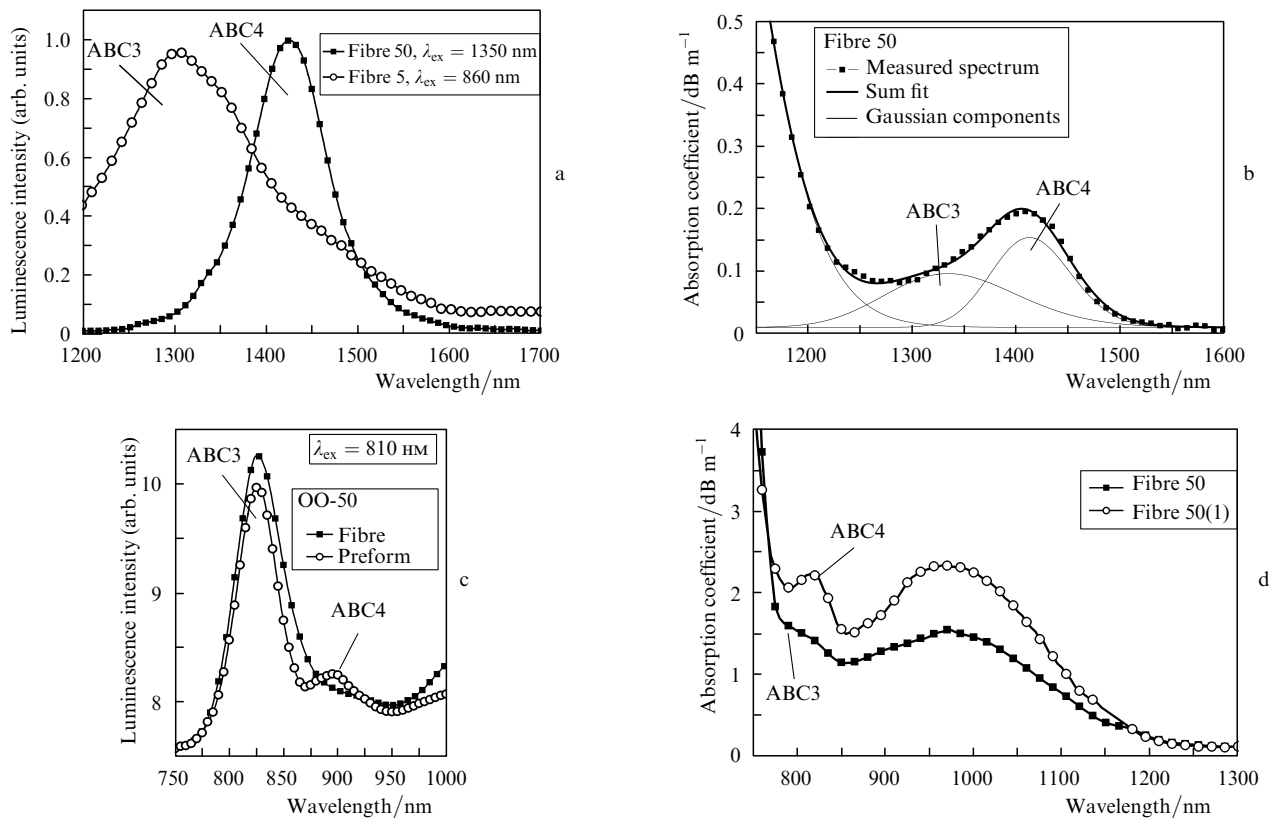 Luminescence intensity (arb. units)
1.0
0.8
0.6
0.4
0.2
0
ABC3
ABC4
Fibre 50, λex = 1350 nm
Fibre 5, λex = 860 nm
1200 1300 1400 1500 1600 1700
Wavelength/nm
a
Absorption coefficient/dB m⁻¹
0.5
0.4
0.3
0.2
0.1
0
Fibre 50
Measured spectrum
Sum fit
Gaussian components
ABC3
ABC4
1200 1300 1400 1500 1600
Wavelength/nm
b
Luminescence intensity (arb. units)
10
9
8
ABC3
λex = 810 нм
OO-50
Fibre
Preform
ABC4
750 800 850 900 950 1000
Wavelength/nm
c
Absorption coefficient/dB m⁻¹
4
3
2
1
0
ABC4
ABC3
Fibre 50
Fibre 50(1)
800 900 1000 1100 1200 1300
Wavelength/nm
d